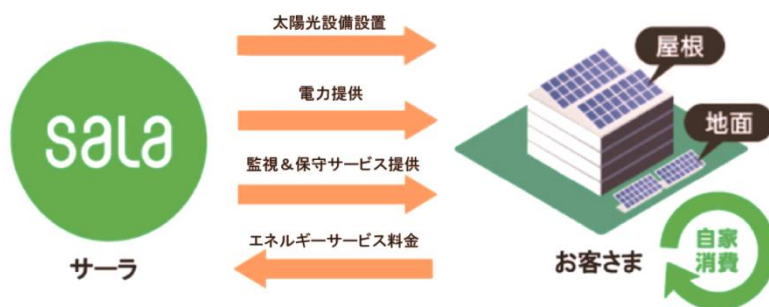 太陽光設備設置
屋根
電力提供
sala
地面
監視&保守サービス提供
自家
消費
エネルギーサービス料金
サーラ
お客さま